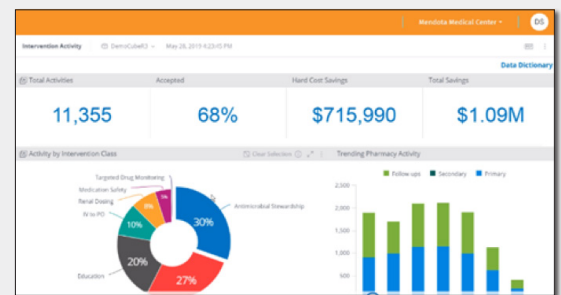 Mendota Medical Center
DS
Intervention Activity
DemoCubeR3
May 28, 2019 4:23:45 PM
Data Dictionary
Total Activities
Accepted
Hard Cost Savings
Total Savings
11,355
68%
$715,990
$1.09M
Activity by Intervention Class
Clear Selection
Trending Pharmacy Activity
Targeted Drug Monitoring
Medication Safety
Renal Dosing
IV to PO
Education
Antimicrobial Stewardship
5%
8%
10%
20%
27%
30%
Follow ups
Secondary
Primary
2,500
2,000
1,500
1,000
500